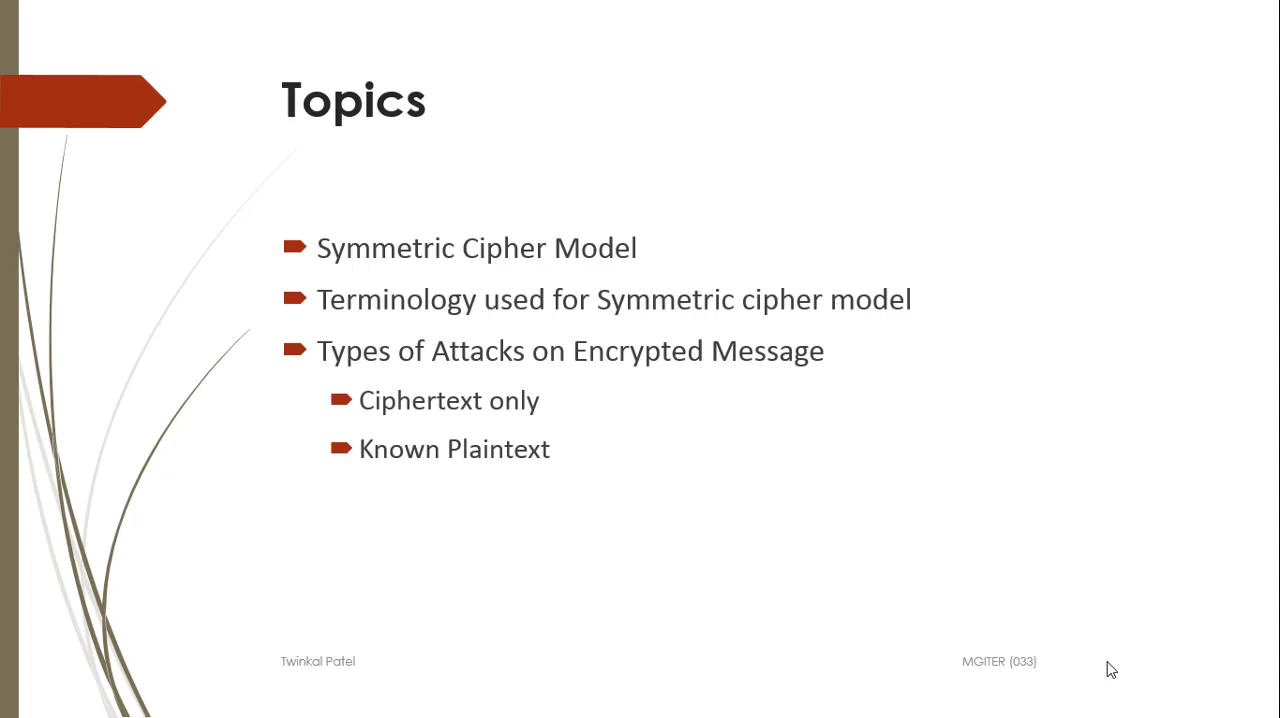 Topics
Symmetric Cipher Model
Terminology used for Symmetric cipher model
Types of Attacks on Encrypted Message
Ciphertext only
Known Plaintext
Twinkal Patel
MGITER (033)